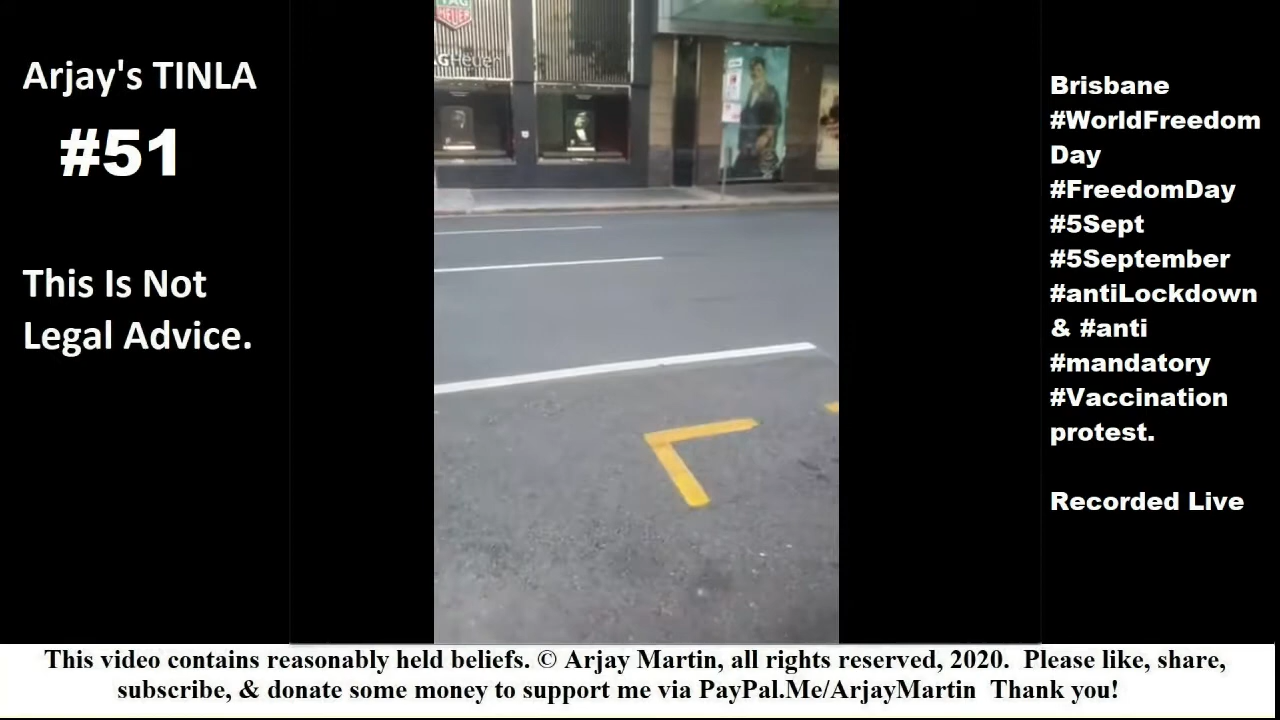 Arjay's TINLA
#51
This Is Not
Legal Advice.
TAG
HEUER
AGHeuer
Brisbane
#WorldFreedom
Day
#FreedomDay
#5Sept
#5September
#antiLockdown
& #anti
#mandatory
#Vaccination
protest.
Recorded Live
This video contains reasonably held beliefs. © Arjay Martin, all rights reserved, 2020.  Please like, share,
subscribe, & donate some money to support me via PayPal.Me/ArjayMartin  Thank you!